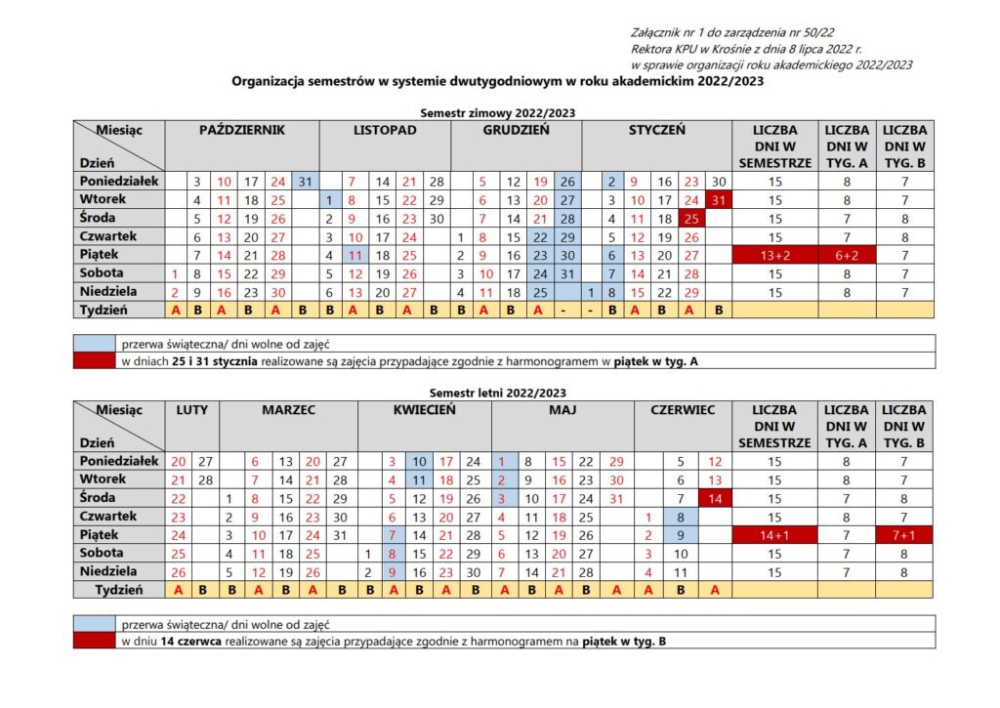 Załącznik nr 1 do zarządzenia nr 50/22
Rektora KPU w Krośnie z dnia 8 lipca 2022 r.
w sprawie organizacji roku akademickiego 2022/2023
Organizacja semestrów w systemie dwutygodniowym w roku akademickim 2022/2023
Semestr zimowy 2022/2023
Miesiąc Dzień PAŹDZIERNIK LISTOPAD GRUDZIEŃ STYCZEŃ LICZBA DNI W SEMESTRZE LICZBA DNI W TYG. A LICZBA DNI W TYG. B
Poniedziałek 3 10 17 24 31 7 14 21 28 5 12 19 26 2 9 16 23 30 15 8 7
Wtorek 4 11 18 25 1 8 15 22 29 6 13 20 27 3 10 17 24 31 15 8 7
Środa 5 12 19 26 2 9 16 23 30 7 14 21 28 4 11 18 25 15 7 8
Czwartek 6 13 20 27 3 10 17 24 1 8 15 22 29 5 12 19 26 15 7 8
Piątek 7 14 21 28 4 11 18 25 2 9 16 23 30 6 13 20 27 13+2 6+2 7
Sobota 1 8 15 22 29 5 12 19 26 3 10 17 24 31 7 14 21 28 15 8 7
Niedziela 2 9 16 23 30 6 13 20 27 4 11 18 25 1 8 15 22 29 15 8 7
Tydzień A B A B A B B A B A B B A B A - - B A B A B
przerwa świąteczna/ dni wolne od zajęć
w dniach 25 i 31 stycznia realizowane są zajęcia przypadające zgodnie z harmonogramem w piątek w tyg. A
Semestr letni 2022/2023
Miesiąc Dzień LUTY MARZEC KWIECIEŃ MAJ CZERWIEC LICZBA DNI W SEMESTRZE LICZBA DNI W TYG. A LICZBA DNI W TYG. B
Poniedziałek 20 27 6 13 20 27 3 10 17 24 1 8 15 22 29 5 12 15 8 7
Wtorek 21 28 7 14 21 28 4 11 18 25 2 9 16 23 30 6 13 15 8 7
Środa 22 1 8 15 22 29 5 12 19 26 3 10 17 24 31 7 14 15 7 8
Czwartek 23 2 9 16 23 30 6 13 20 27 4 11 18 25 1 8 15 8 7
Piątek 24 3 10 17 24 31 7 14 21 28 5 12 19 26 2 9 14+1 7 7+1
Sobota 25 4 11 18 25 1 8 15 22 29 6 13 20 27 3 10 15 7 8
Niedziela 26 5 12 19 26 2 9 16 23 30 7 14 21 28 4 11 15 7 8
Tydzień A B B A B A B B A B A B A B A B A A B A
przerwa świąteczna/ dni wolne od zajęć
w dniu 14 czerwca realizowane są zajęcia przypadające zgodnie z harmonogramem na piątek w tyg. B